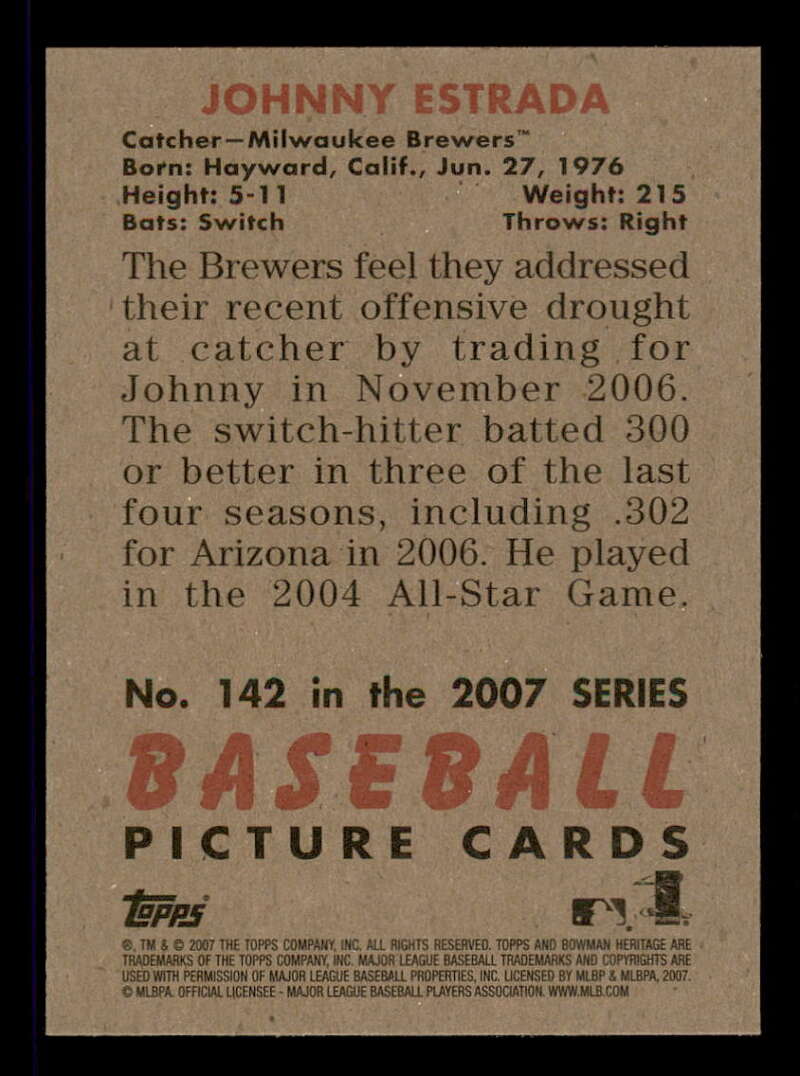 JOHNNY ESTRADA
Catcher—Milwaukee Brewers™
Born: Hayward, Calif., Jun. 27, 1976
Height: 5-11 Weight: 215
Bats: Switch Throws: Right
The Brewers feel they addressed
their recent offensive drought
at catcher by trading for
Johnny in November 2006.
The switch-hitter batted 300
or better in three of the last
four seasons, including .302
for Arizona in 2006. He played
in the 2004 All-Star Game.
No. 142 in the 2007 SERIES
BASEBALL
PICTURE CARDS
Topps
®, TM & © 2007 THE TOPPS COMPANY, INC. ALL RIGHTS RESERVED. TOPPS AND BOWMAN HERITAGE ARE
TRADEMARKS OF THE TOPPS COMPANY, INC. MAJOR LEAGUE BASEBALL TRADEMARKS AND COPYRIGHTS ARE
USED WITH PERMISSION OF MAJOR LEAGUE BASEBALL PROPERTIES, INC. LICENSED BY MLBP & MLBPA, 2007.
© MLBPA. OFFICIAL LICENSEE - MAJOR LEAGUE BASEBALL PLAYERS ASSOCIATION. WWW.MLB.COM